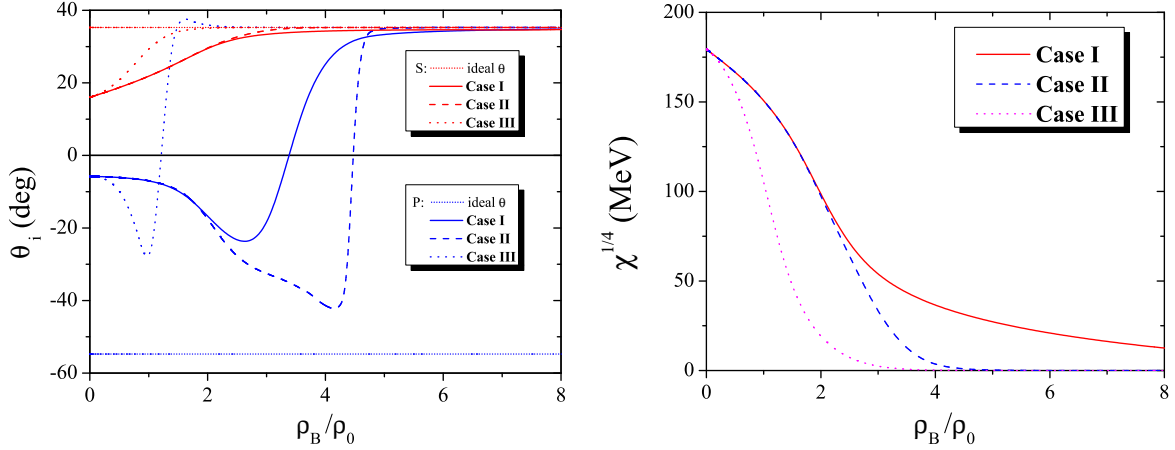 40
20
0
-20
-40
-60
θi (deg)
S: ideal θ
Case I
Case II
Case III
P: ideal θ
Case I
Case II
Case III
0 2 4 6 8
ρB/ρ0
200
150
100
50
0
χ1/4 (MeV)
Case I
Case II
Case III
0 2 4 6 8
ρB/ρ0